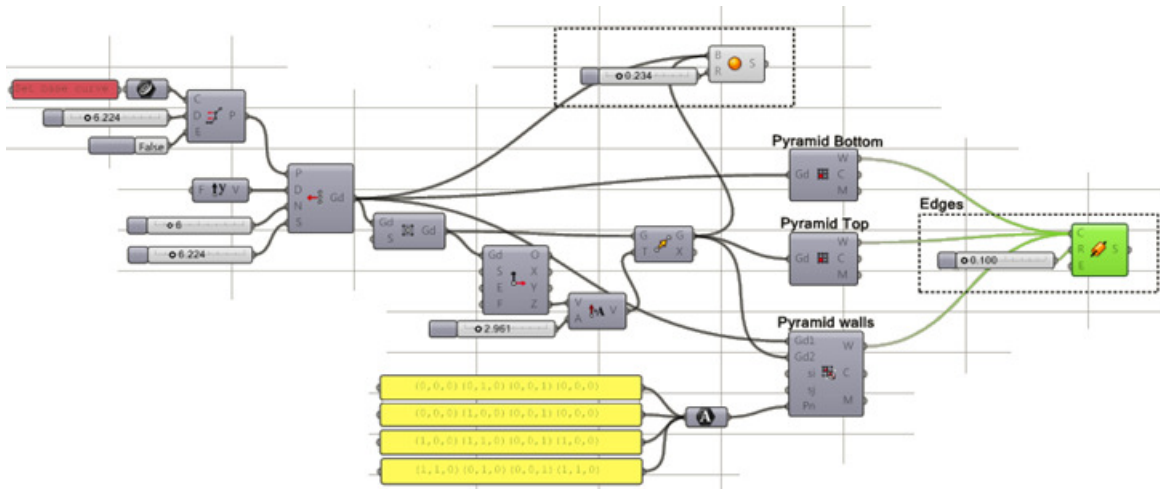 0.234
B
R
S
Set base curve
6.224
False
C
D
E
P
F
V
6
6.224
P
D
N
S
Gd
Gd
S
Gd
Gd
S
E
F
O
X
Y
Z
2.961
V
A
V
G
T
G
X
Pyramid Bottom
Gd
W
C
M
Pyramid Top
Gd
W
C
M
Edges
0.100
C
R
E
S
Pyramid walls
Gd1
Gd2
si
sj
Pn
W
C
M
(0,0,0)(0,1,0)(0,0,1)(0,0,0)
(0,0,0)(1,0,0)(0,0,1)(0,0,0)
(1,0,0)(1,1,0)(0,0,1)(1,0,0)
(1,1,0)(0,1,0)(0,0,1)(1,1,0)
A